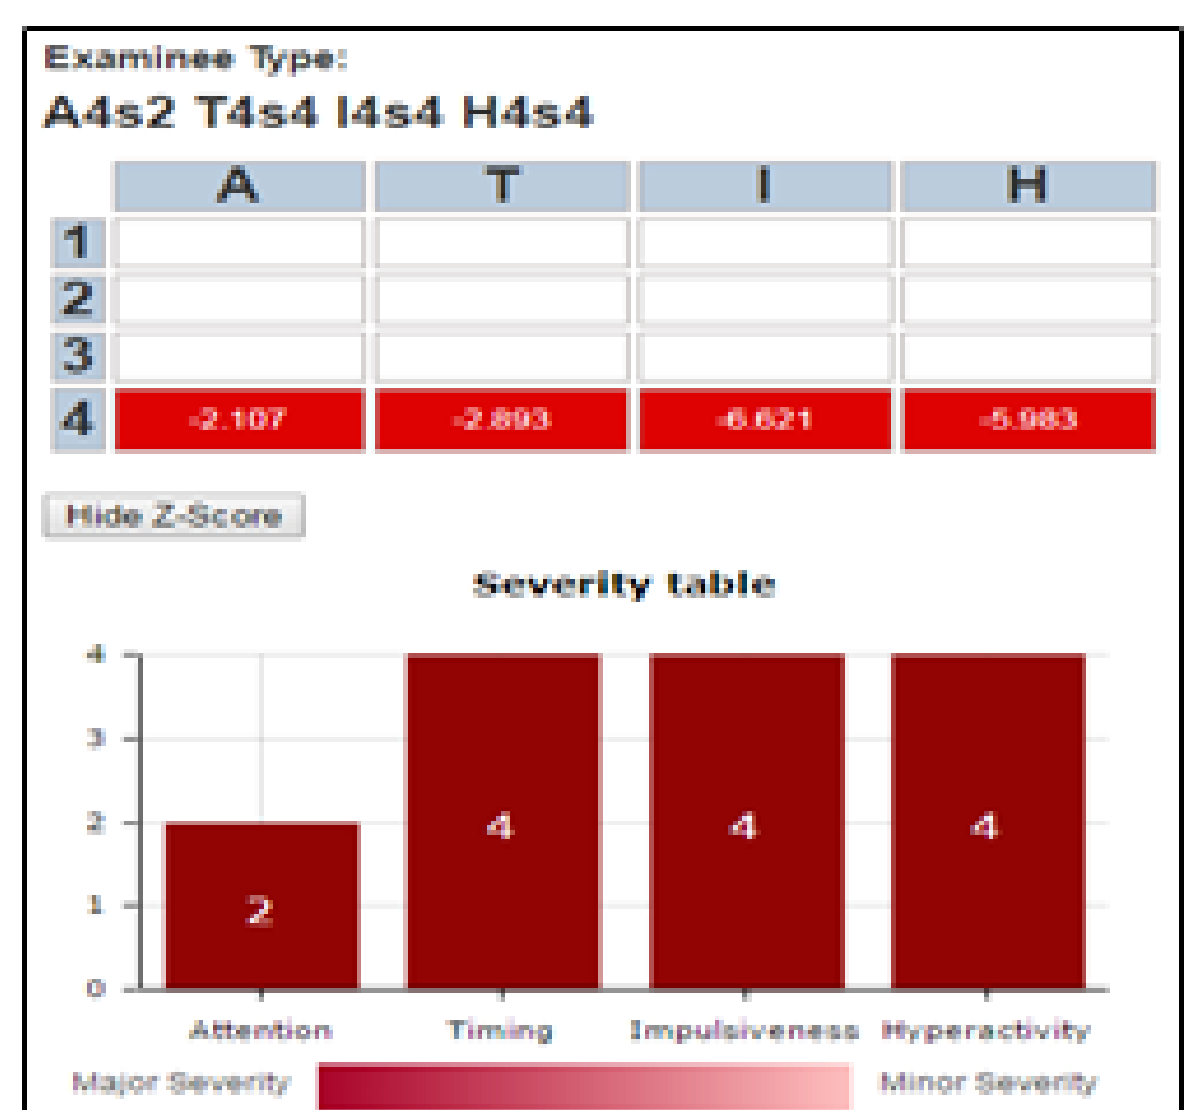 Examinee Type:
A4s2 T4s4 I4s4 H4s4
A T I H
1
2
3
4 -2.107 -2.893 -6.621 -5.983
Hide Z-Score
Severity table
4
3
2
1
0
2 4 4 4
Attention Timing Impulsiveness Hyperactivity
Major Severity Minor Severity